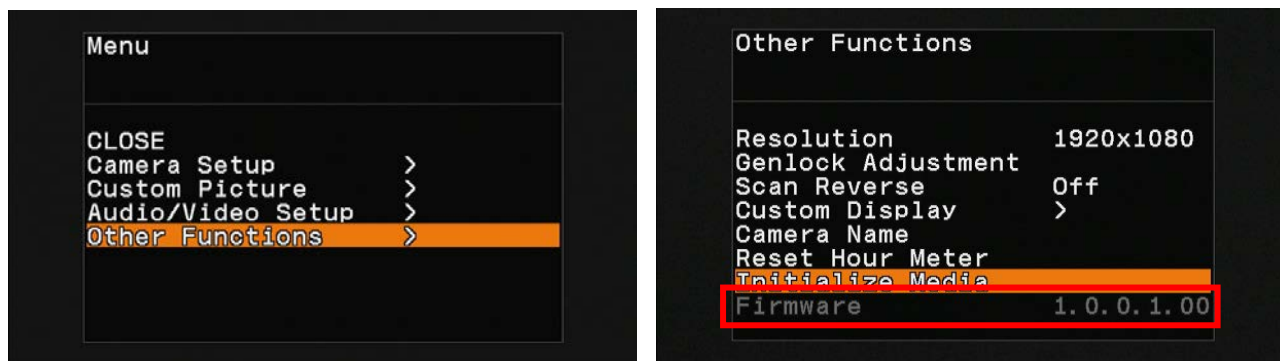 Menu
CLOSE
Camera Setup >
Custom Picture >
Audio/Video Setup >
Other Functions >
Other Functions
Resolution 1920x1080
Genlock Adjustment
Scan Reverse Off
Custom Display >
Camera Name
Reset Hour Meter
Initialize Media
Firmware 1.0.0.1.00